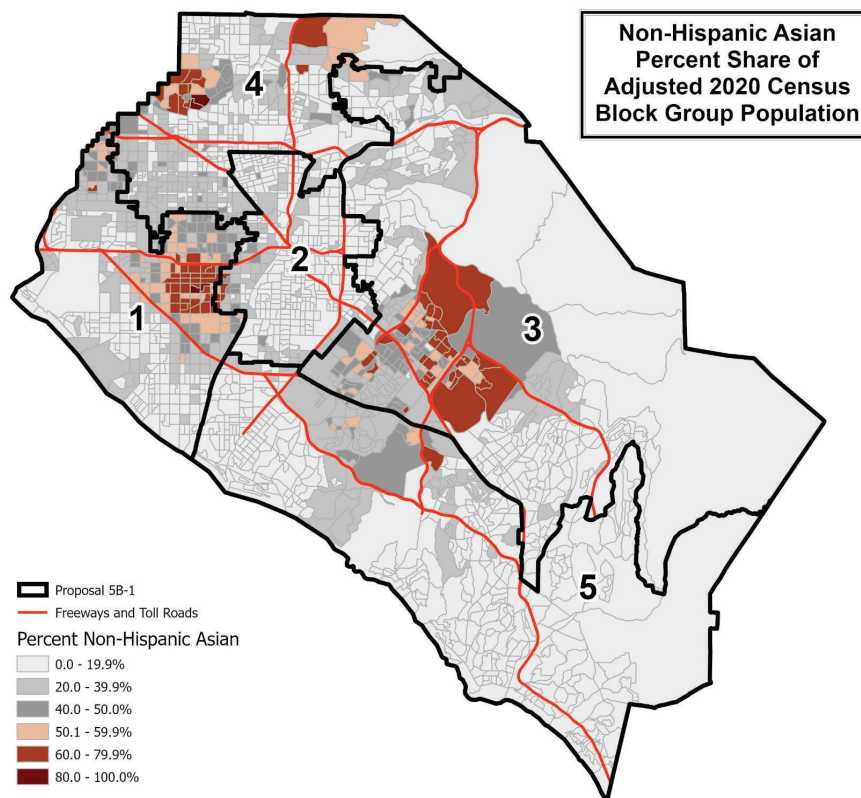 Non-Hispanic Asian
Percent Share of
Adjusted 2020 Census
Block Group Population
4
2
1
3
5
Proposal 5B-1
Freeways and Toll Roads
Percent Non-Hispanic Asian
0.0 - 19.9%
20.0 - 39.9%
40.0 - 50.0%
50.1 - 59.9%
60.0 - 79.9%
80.0 - 100.0%